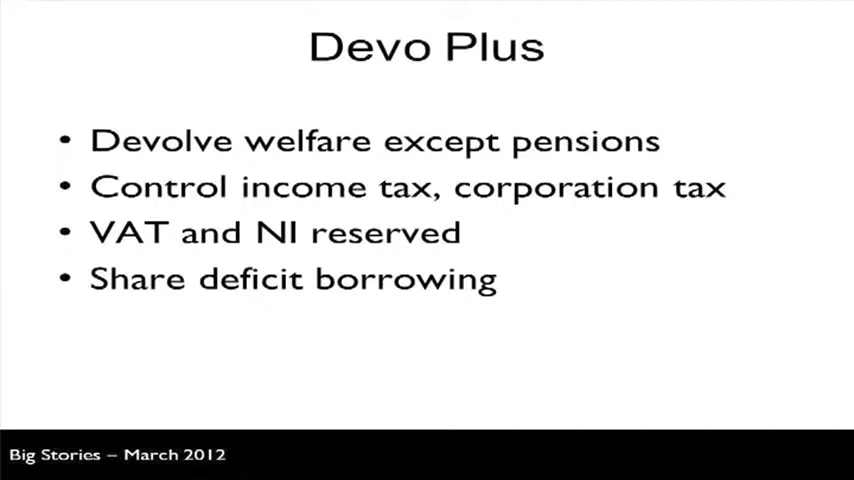 Devo Plus
• Devolve welfare except pensions
• Control income tax, corporation tax
• VAT and NI reserved
• Share deficit borrowing
Big Stories – March 2012